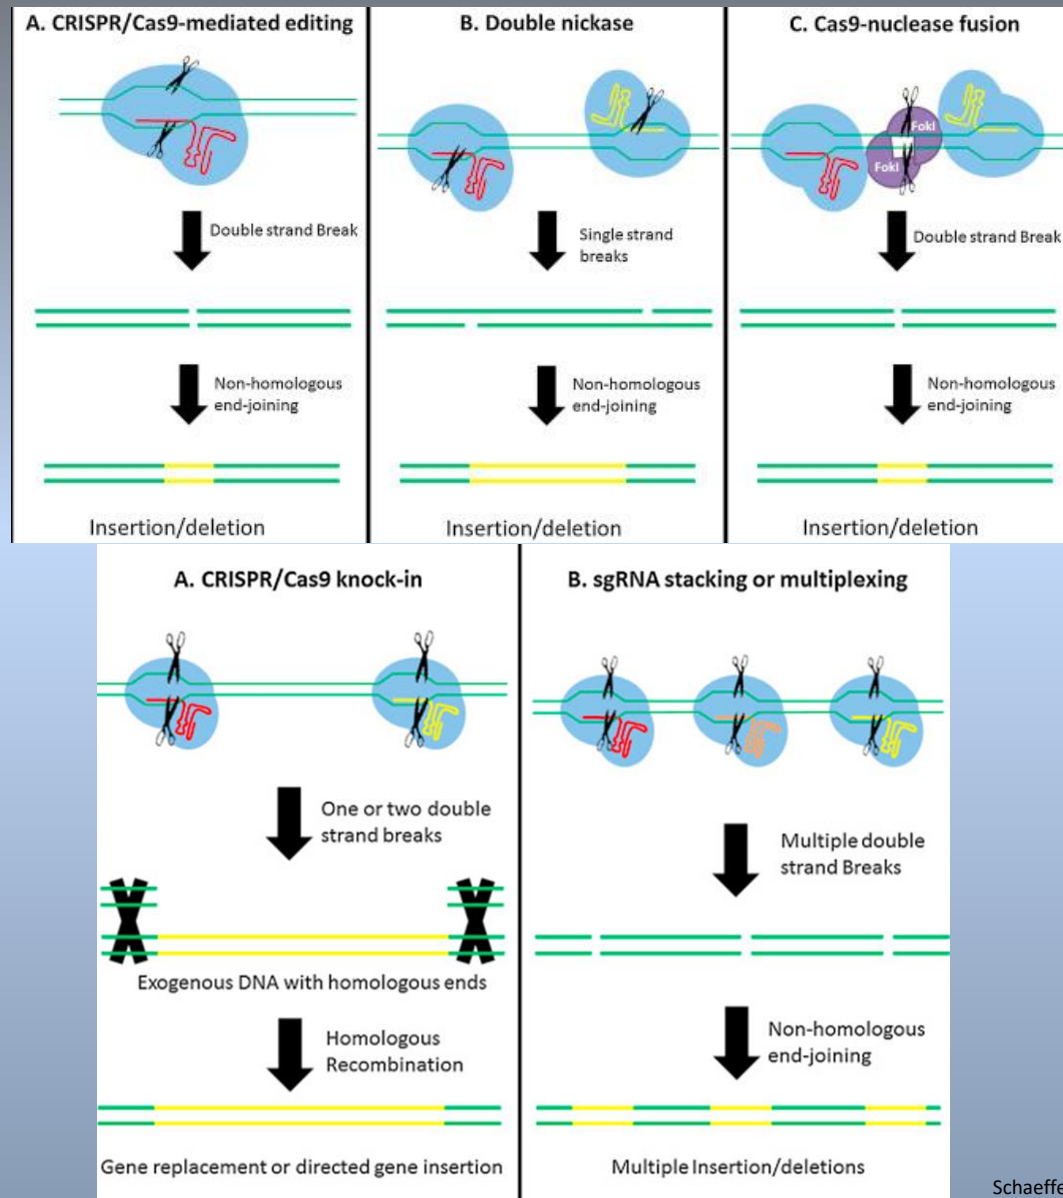 A. CRISPR/Cas9-mediated editing
Double strand Break
Non-homologous
end-joining
Insertion/deletion
B. Double nickase
Single strand
breaks
Non-homologous
end-joining
Insertion/deletion
C. Cas9-nuclease fusion
FokI
FokI
Double strand Break
Non-homologous
end-joining
Insertion/deletion
A. CRISPR/Cas9 knock-in
One or two double
strand breaks
Exogenous DNA with homologous ends
Homologous
Recombination
Gene replacement or directed gene insertion
B. sgRNA stacking or multiplexing
Multiple double
strand Breaks
Non-homologous
end-joining
Multiple Insertion/deletions
Schaeffe